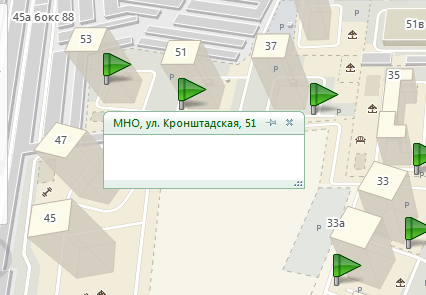 45а бокс 88
53
51
37
51в
35
P
P
P
МНО, ул. Кронштадская, 51
47
33
P
45
33а
P
P